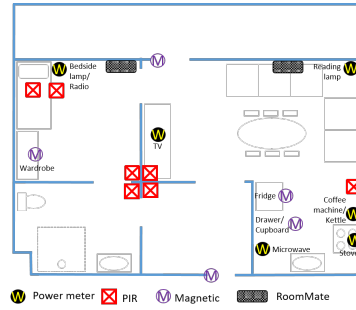 W Bedside
lamp/
Radio
M
Reading W
lamp
M
Wardrobe
W
TV
Fridge M
Drawer/ M
Cupboard
Coffee
machine/ W
Kettle
W Microwave
W
Stove
M
W Power meter PIR M Magnetic RoomMate